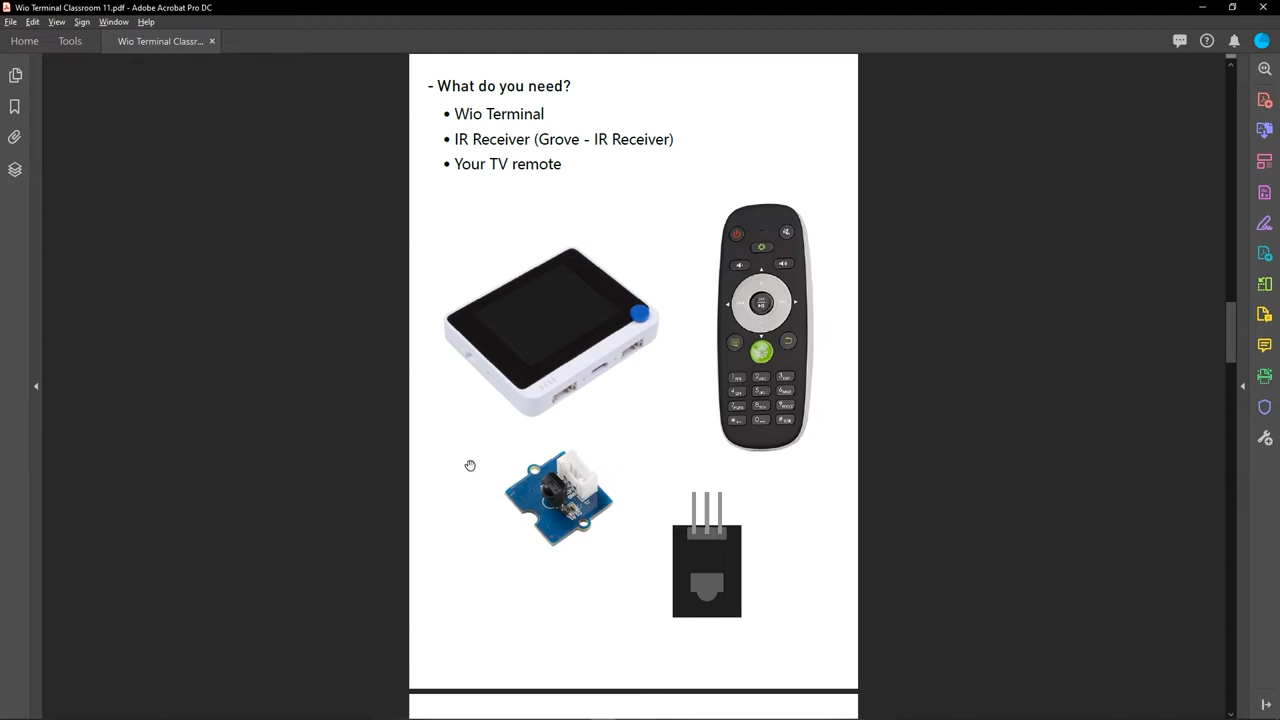 Wio Terminal Classroom 11.pdf - Adobe Acrobat Pro DC
File Edit View Sign Window Help
Home Tools Wio Terminal Classr... ×
- What do you need?
• Wio Terminal
• IR Receiver (Grove - IR Receiver)
• Your TV remote